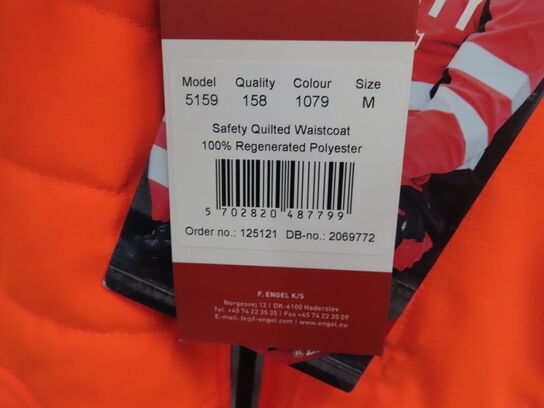 Model Quality Colour Size
5159 158 1079 M
Safety Quilted Waistcoat
100% Regenerated Polyester
5 702820 487799
Order no.: 125121 DB-no.: 2069772
F. ENGEL K/S
Norgesvej 12 | DK-6100 Haderslev
Tel. +45 74 22 35 35 | Fax +45 74 22 35 09
E-mail: fe@f-engel.com | www.engel.eu